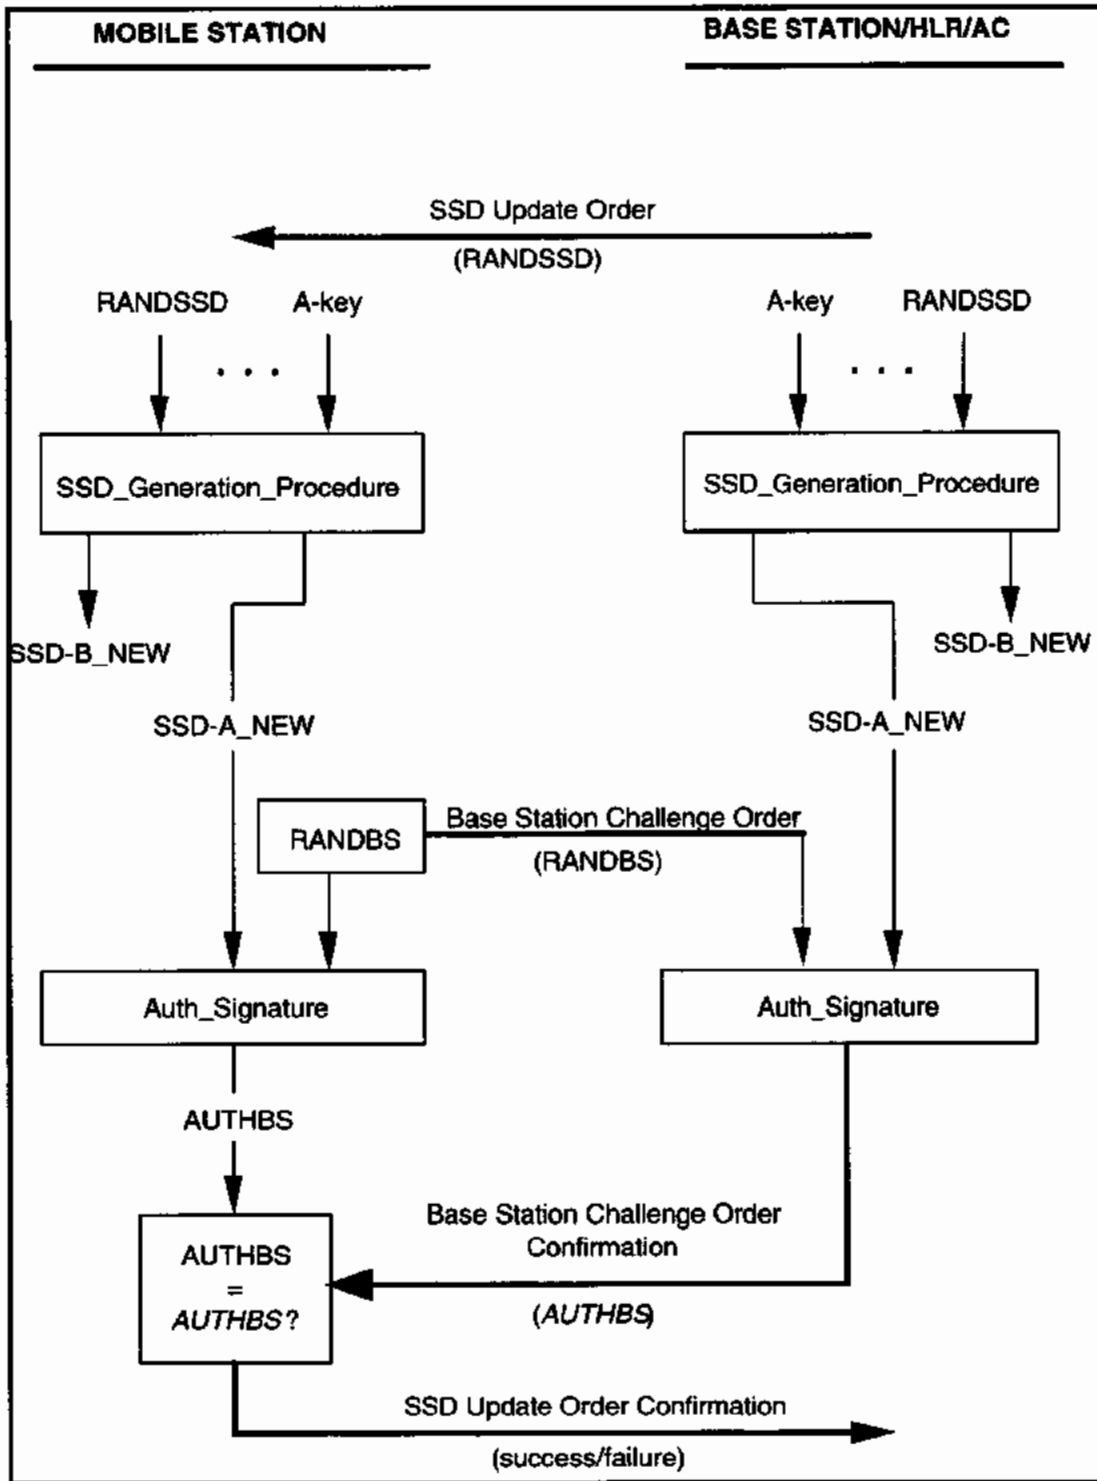 MOBILE STATION
BASE STATION/HLR/AC
SSD Update Order
(RANDSSD)
RANDSSD
A-key
A-key
RANDSSD
. . .
. . .
SSD_Generation_Procedure
SSD_Generation_Procedure
SSD-B_NEW
SSD-B_NEW
SSD-A_NEW
SSD-A_NEW
RANDBS
Base Station Challenge Order
(RANDBS)
Auth_Signature
Auth_Signature
AUTHBS
Base Station Challenge Order
Confirmation
(AUTHBS)
AUTHBS
=
AUTHBS?
SSD Update Order Confirmation
(success/failure)